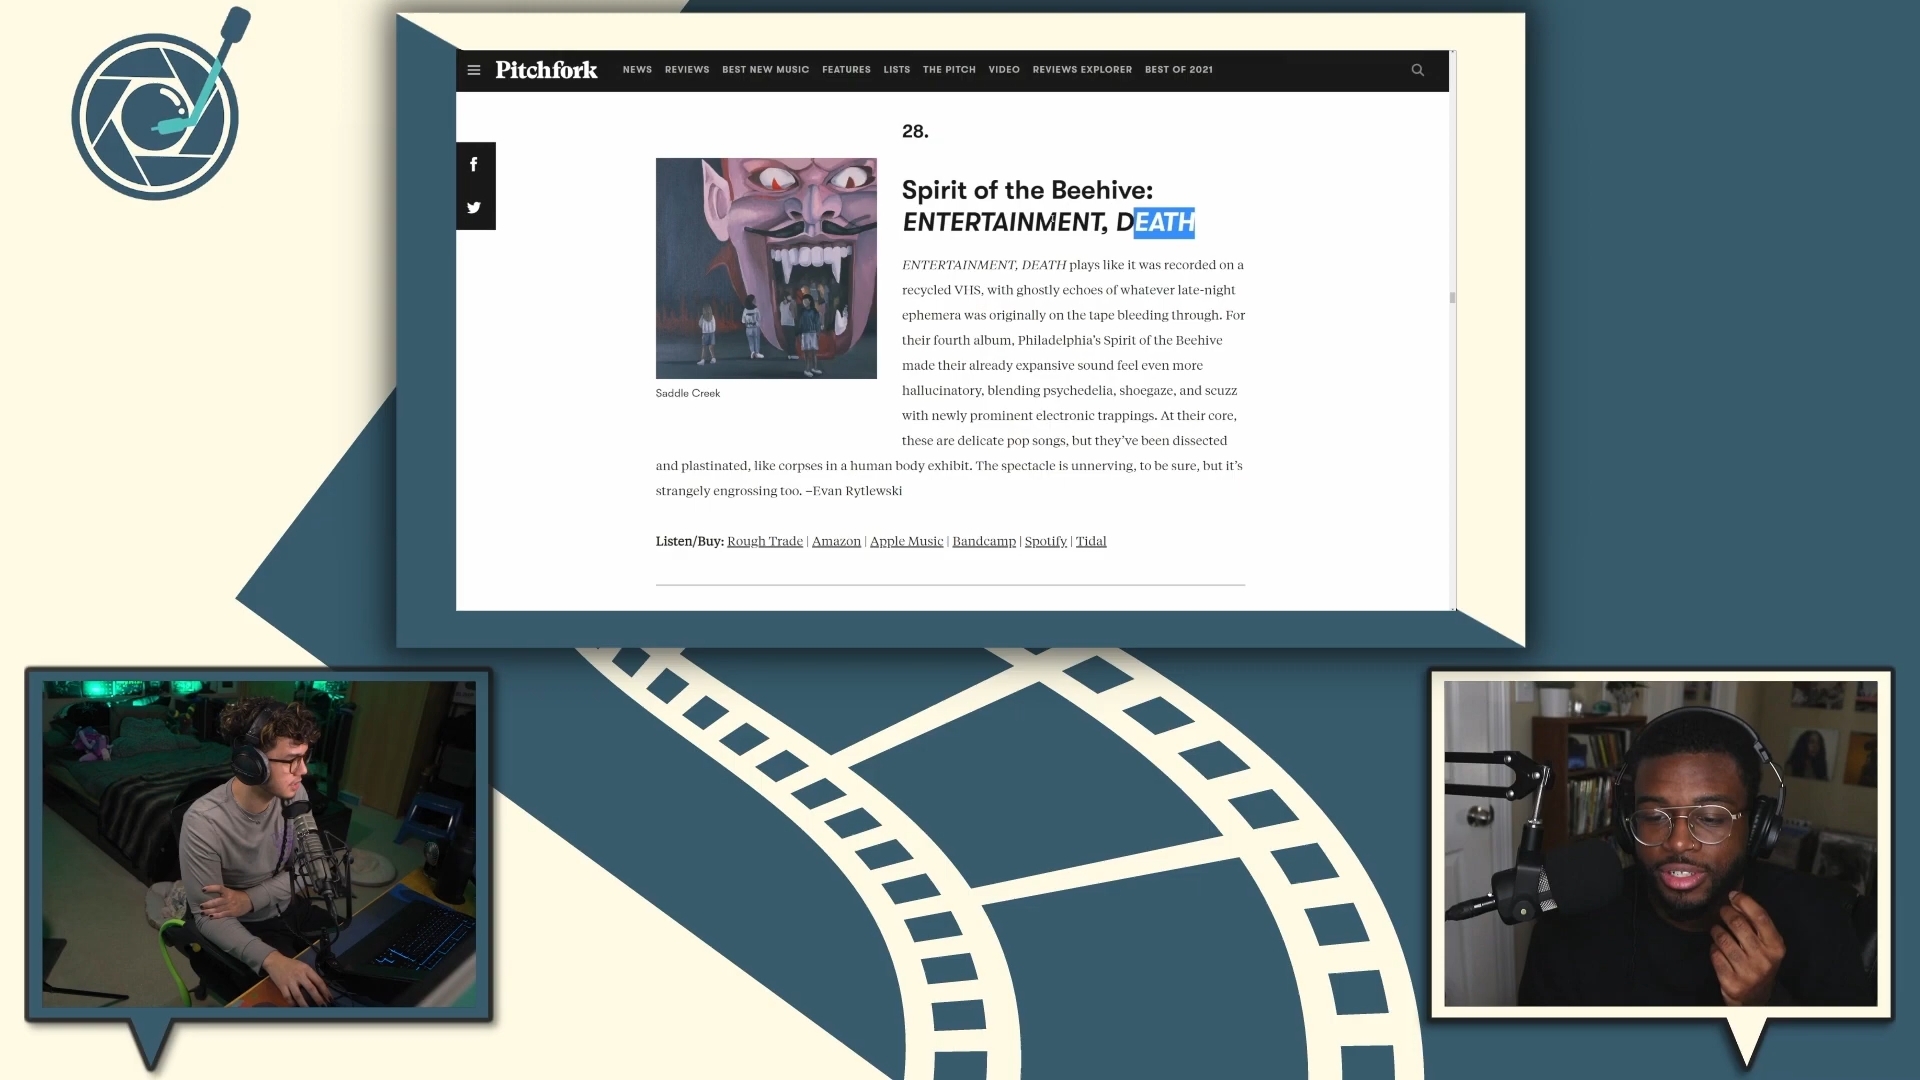 Pitchfork
NEWS REVIEWS BEST NEW MUSIC FEATURES LISTS THE PITCH VIDEO REVIEWS EXPLORER BEST OF 2021
28.
Spirit of the Beehive:
ENTERTAINMENT, DEATH
ENTERTAINMENT, DEATH plays like it was recorded on a
recycled VHS, with ghostly echoes of whatever late-night
ephemera was originally on the tape bleeding through. For
their fourth album, Philadelphia’s Spirit of the Beehive
made their already expansive sound feel even more
hallucinatory, blending psychedelia, shoegaze, and scuzz
with newly prominent electronic trappings. At their core,
these are delicate pop songs, but they’ve been dissected
and plastinated, like corpses in a human body exhibit. The spectacle is unnerving, to be sure, but it’s
strangely engrossing too. –Evan Rytlewski
Saddle Creek
Listen/Buy: Rough Trade | Amazon | Apple Music | Bandcamp | Spotify | Tidal